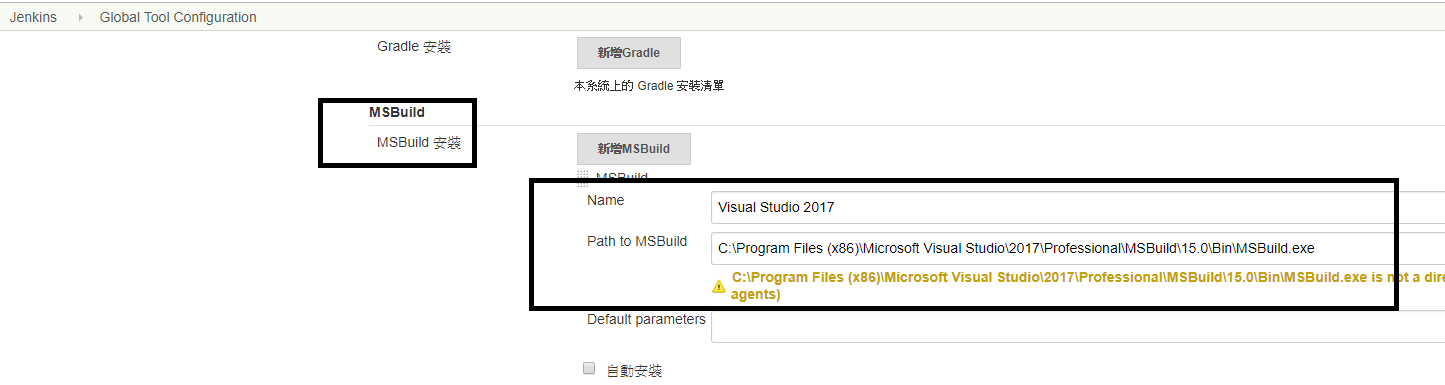 Jenkins Global Tool Configuration
Gradle 安裝
新增Gradle
本系統上的 Gradle 安裝清單
MSBuild
MSBuild 安裝
新增MSBuild
MSBuild
Name
Visual Studio 2017
Path to MSBuild
C:\Program Files (x86)\Microsoft Visual Studio\2017\Professional\MSBuild\15.0\Bin\MSBuild.exe
C:\Program Files (x86)\Microsoft Visual Studio\2017\Professional\MSBuild\15.0\Bin\MSBuild.exe is not a dire
agents)
Default parameters
自動安裝